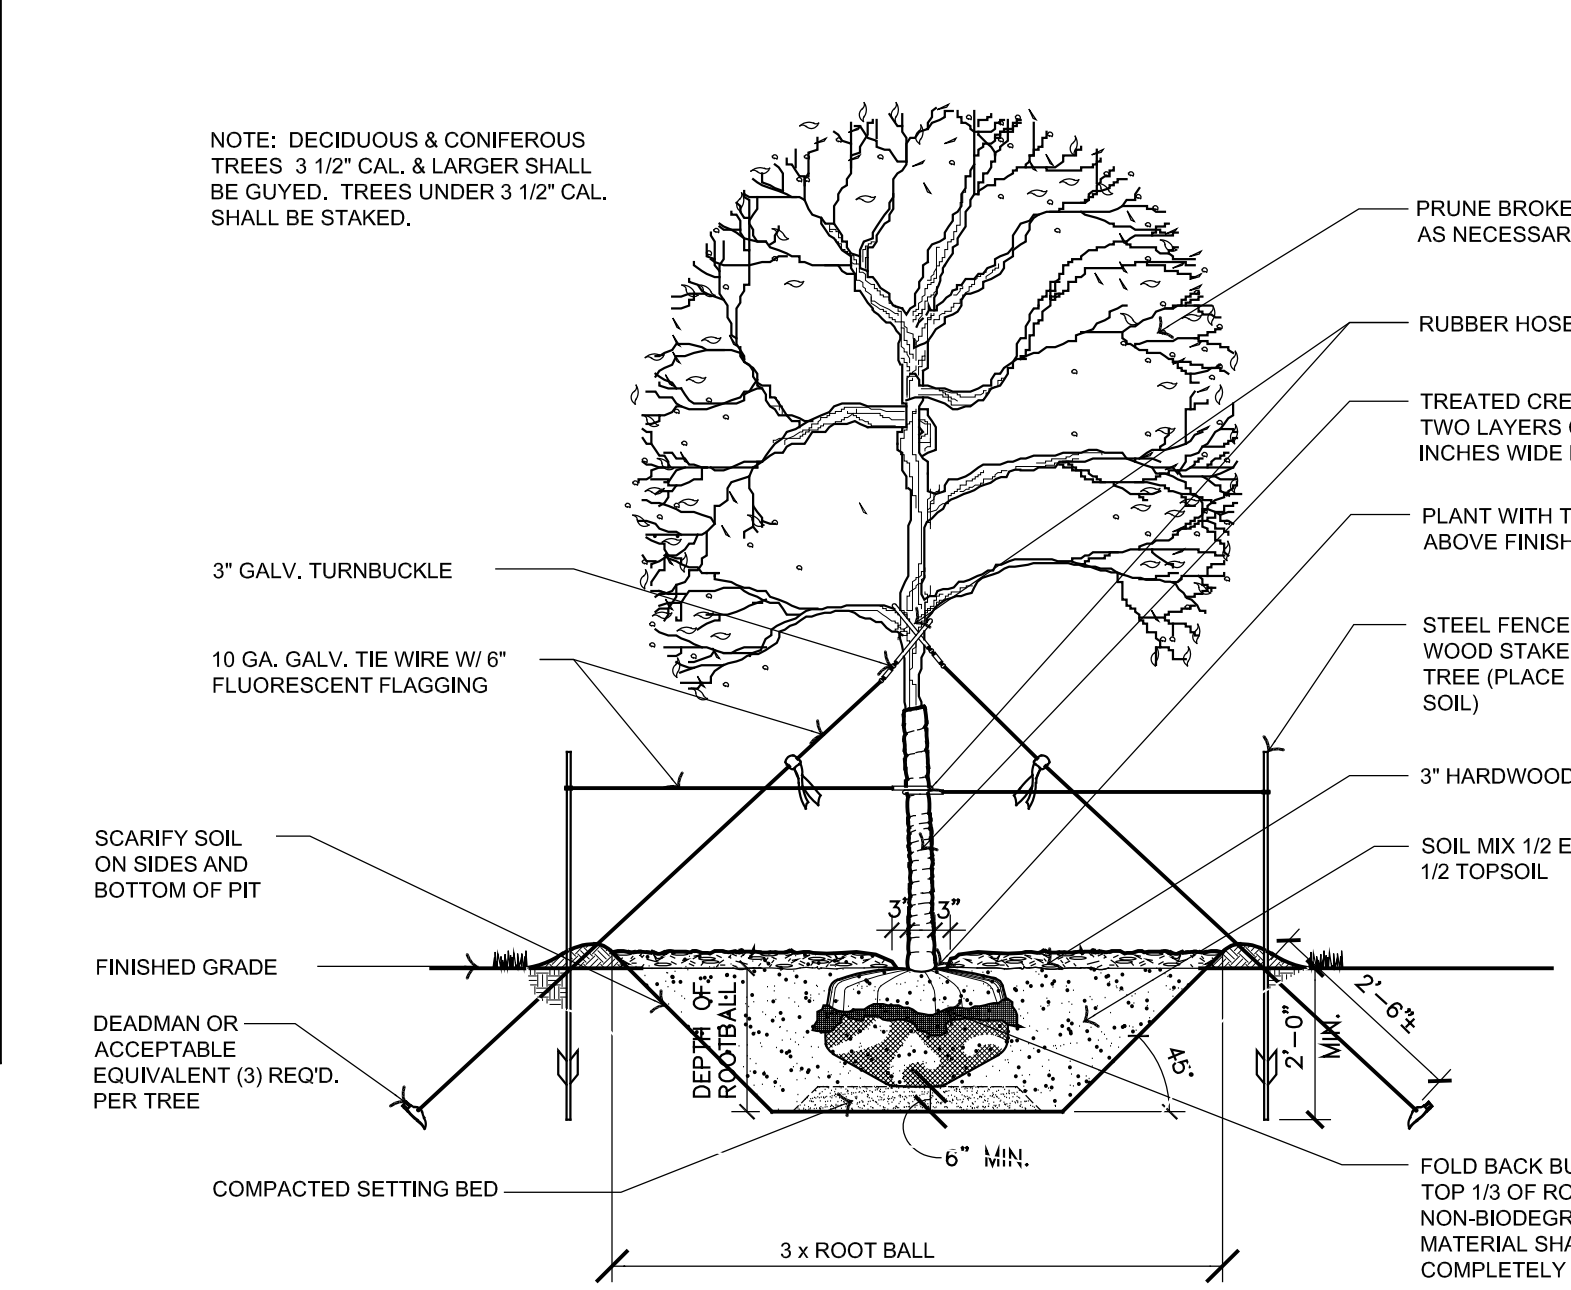 NOTE: DECIDUOUS & CONIFEROUS
TREES 3 1/2" CAL. & LARGER SHALL
BE GUYED. TREES UNDER 3 1/2" CAL.
SHALL BE STAKED.
3" GALV. TURNBUCKLE
10 GA. GALV. TIE WIRE W/ 6"
FLUORESCENT FLAGGING
SCARIFY SOIL
ON SIDES AND
BOTTOM OF PIT
FINISHED GRADE
DEADMAN OR
ACCEPTABLE
EQUIVALENT (3) REQ'D.
PER TREE
COMPACTED SETTING BED
3" 3"
DEPTH OF
ROOTBALL
6" MIN.
45°
2'-0"
MIN.
2'-6"±
3 x ROOT BALL
PRUNE BROKE
AS NECESSAR
RUBBER HOSE
TREATED CRE
TWO LAYERS
INCHES WIDE
PLANT WITH T
ABOVE FINISH
STEEL FENCE
WOOD STAKE
TREE (PLACE
SOIL)
3" HARDWOOD
SOIL MIX 1/2 E
1/2 TOPSOIL
FOLD BACK BU
TOP 1/3 OF RO
NON-BIODEGR
MATERIAL SHA
COMPLETELY